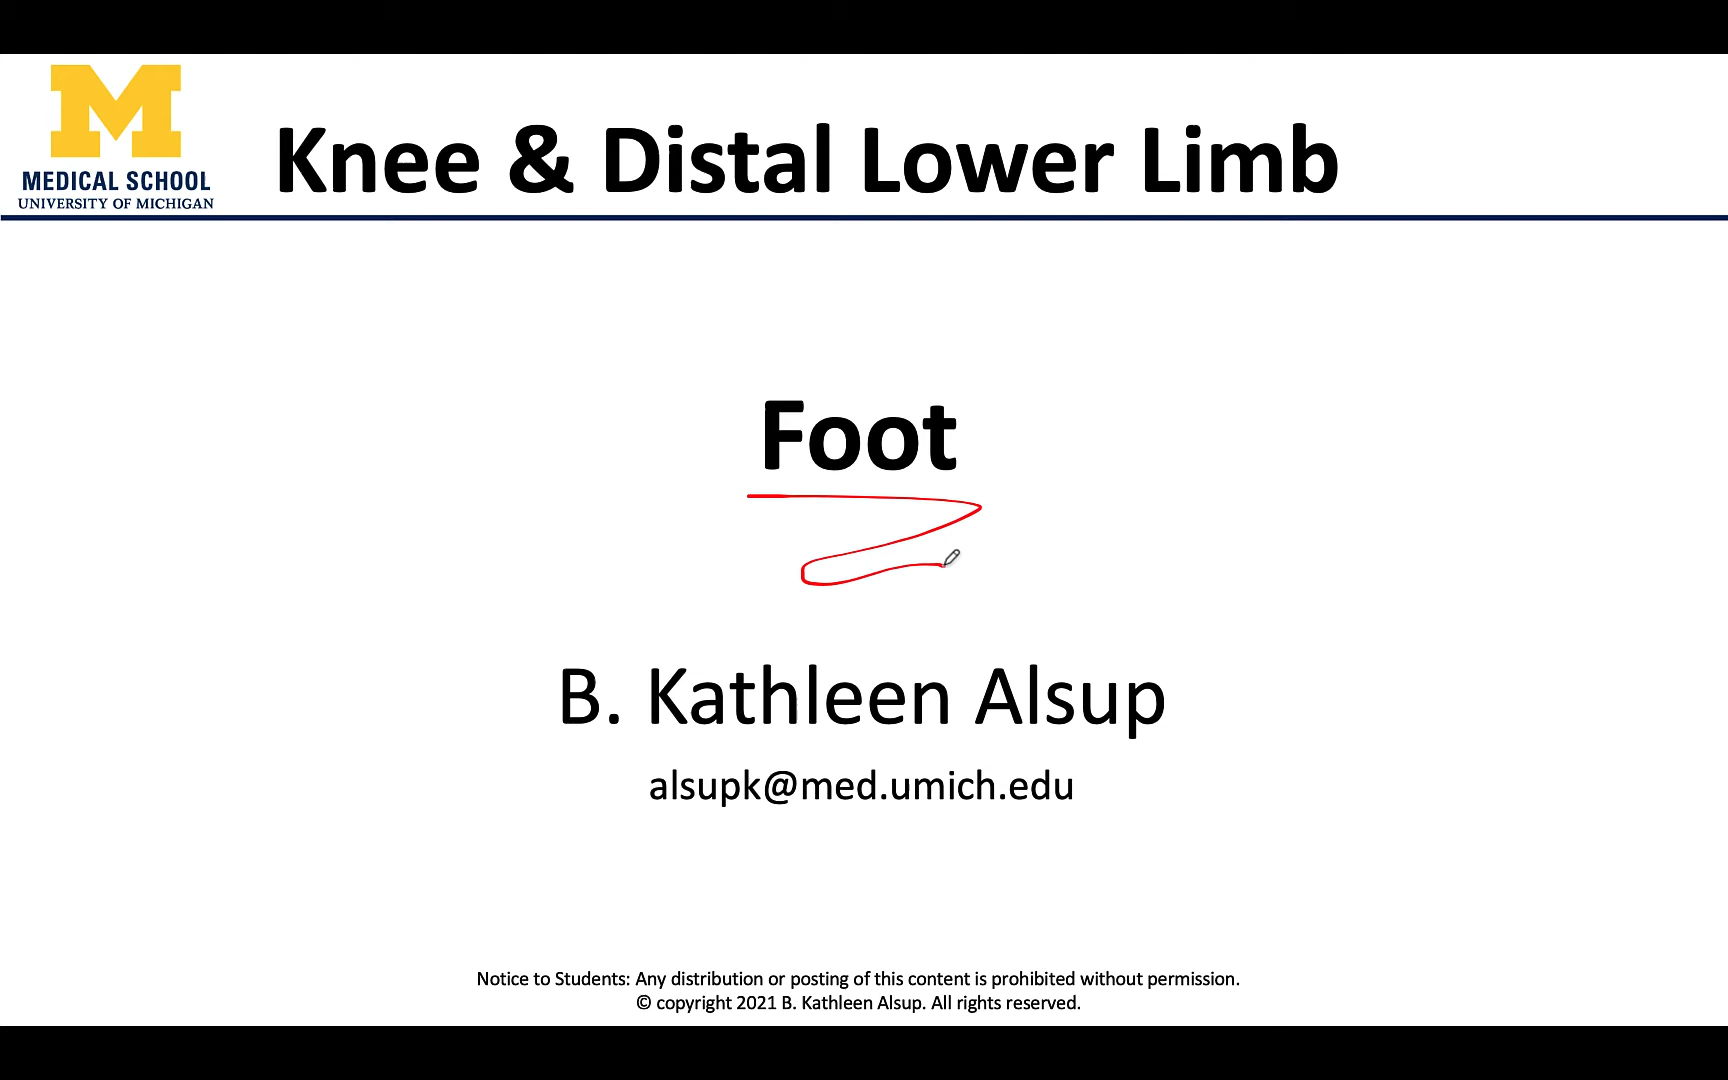 M
MEDICAL SCHOOL
UNIVERSITY OF MICHIGAN
Knee & Distal Lower Limb
Foot
B. Kathleen Alsup
alsupk@med.umich.edu
Notice to Students: Any distribution or posting of this content is prohibited without permission.
© copyright 2021 B. Kathleen Alsup. All rights reserved.